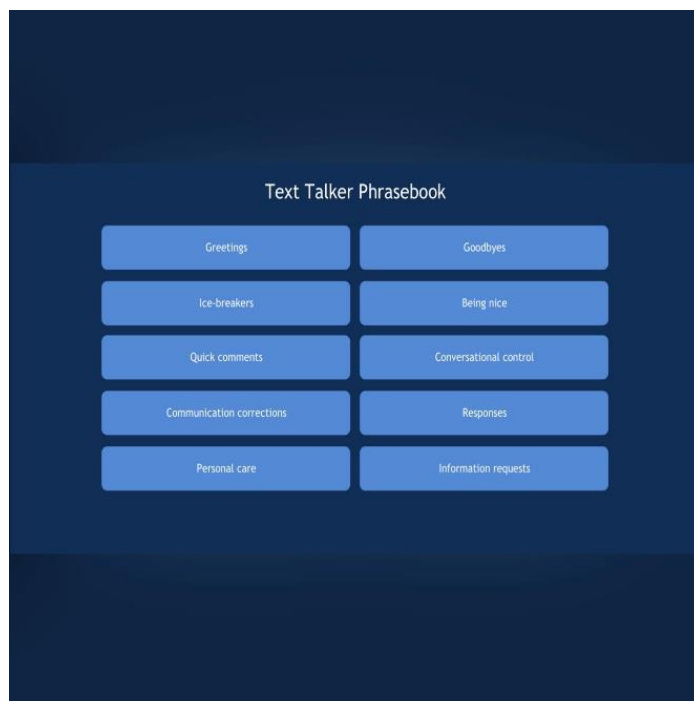 Text Talker Phrasebook
Greetings
Goodbyes
Ice-breakers
Being nice
Quick comments
Conversational control
Communication corrections
Responses
Personal care
Information requests